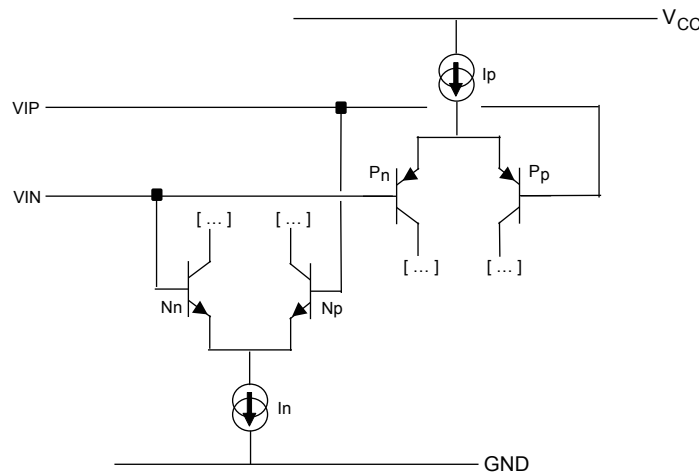 VCC
Ip
VIP
Pn
Pp
VIN
[ ... ]
[ ... ]
[ ... ]
[ ... ]
Nn
Np
In
GND